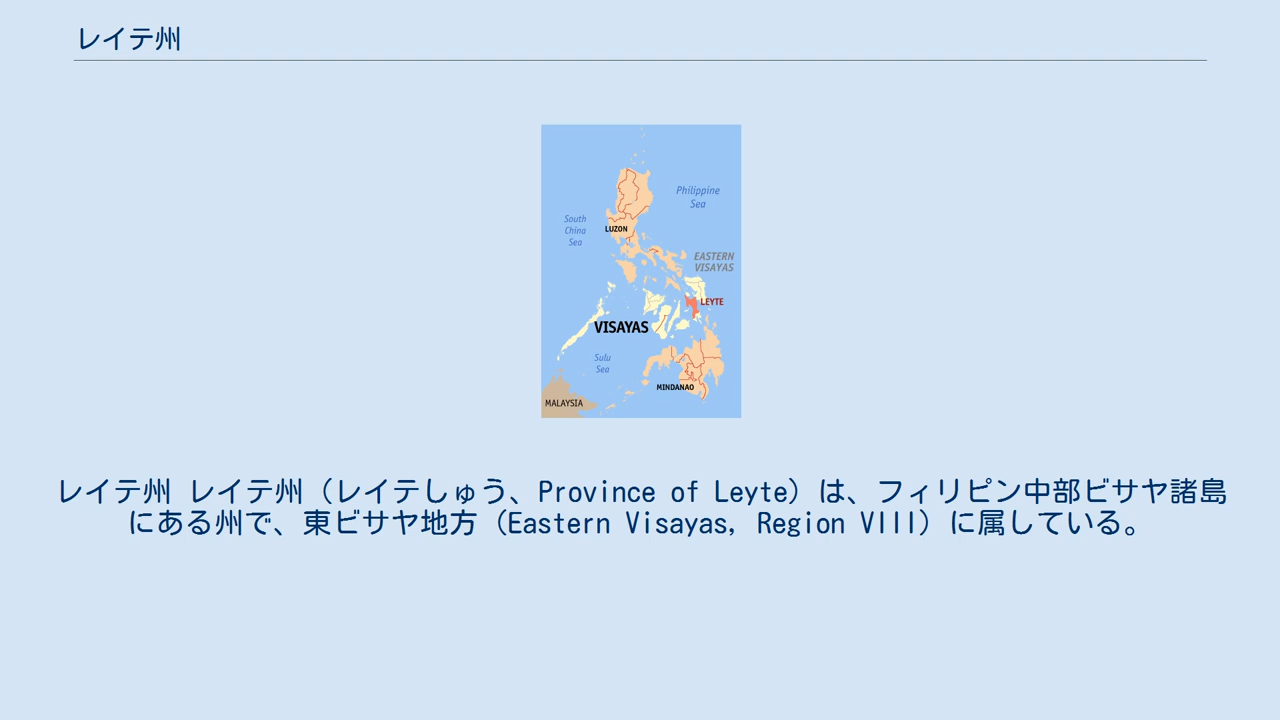 レイテ州
Philippine
Sea
South
China
Sea
LUZON
EASTERN
VISAYAS
LEYTE
VISAYAS
Sulu
Sea
MINDANAO
MALAYSIA
レイテ州 レイテ州（レイテしゅう、Province of Leyte）は、フィリピン中部ビサヤ諸島
にある州で、東ビサヤ地方（Eastern Visayas, Region VIII）に属している。